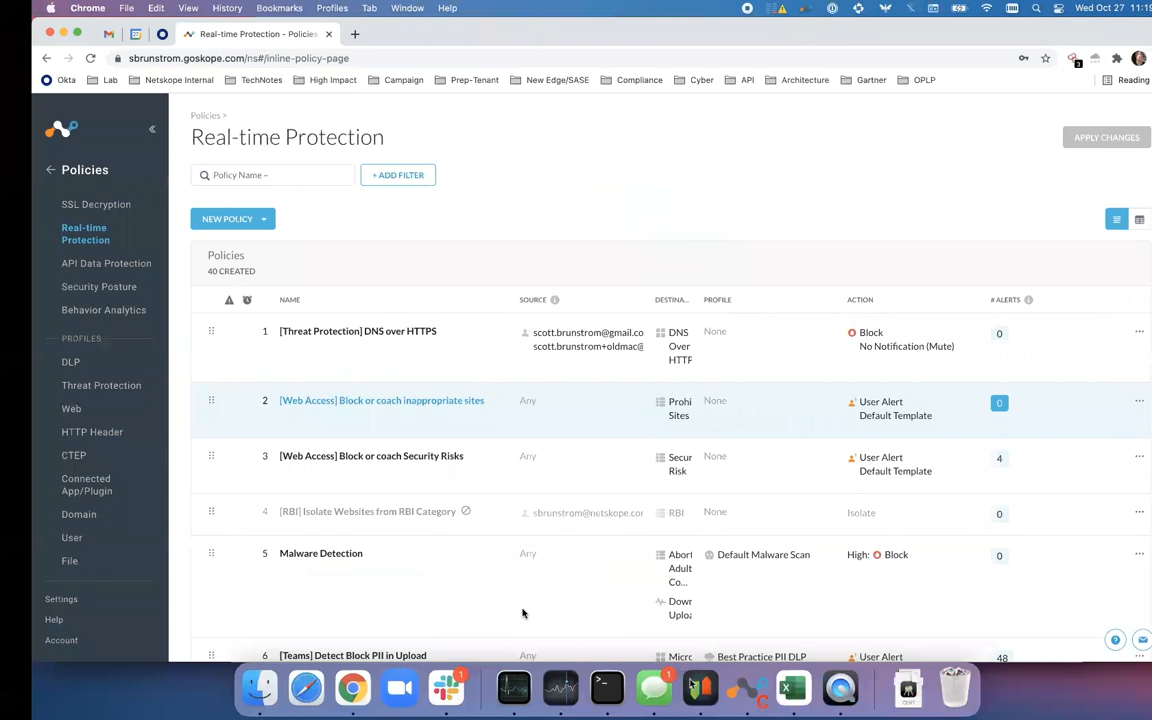 Chrome File Edit View History Bookmarks Profiles Tab Window Help Wed Oct 27 11:19
Real-time Protection - Policies
sbrunstrom.goskope.com/ns#/inline-policy-page
Okta Lab Netskope Internal TechNotes High Impact Campaign Prep-Tenant New Edge/SASE Compliance Cyber API Architecture Gartner OPLP Reading
Policies
SSL Decryption
Real-time
Protection
API Data Protection
Security Posture
Behavior Analytics
PROFILES
DLP
Threat Protection
Web
HTTP Header
CTEP
Connected
App/Plugin
Domain
User
File
Settings
Help
Account
Policies >
Real-time Protection
APPLY CHANGES
Policy Name ~
+ ADD FILTER
NEW POLICY
Policies
40 CREATED
NAME SOURCE DESTINA... PROFILE ACTION # ALERTS
1 [Threat Protection] DNS over HTTPS scott.brunstrom@gmail.co DNS None Block 0
scott.brunstrom+oldmac@ Over No Notification (Mute)
HTTP
2 [Web Access] Block or coach inappropriate sites Any Prohi None User Alert 0
Sites Default Template
3 [Web Access] Block or coach Security Risks Any Secur None User Alert 4
Risk Default Template
4 [RBI] Isolate Websites from RBI Category sbrunstrom@netskope.cor RBI None Isolate 0
5 Malware Detection Any Abort Default Malware Scan High: Block 0
Adult
Co...
Down
Uploa
6 [Teams] Detect Block PII in Upload Any Micro Best Practice PII DLP User Alert 48